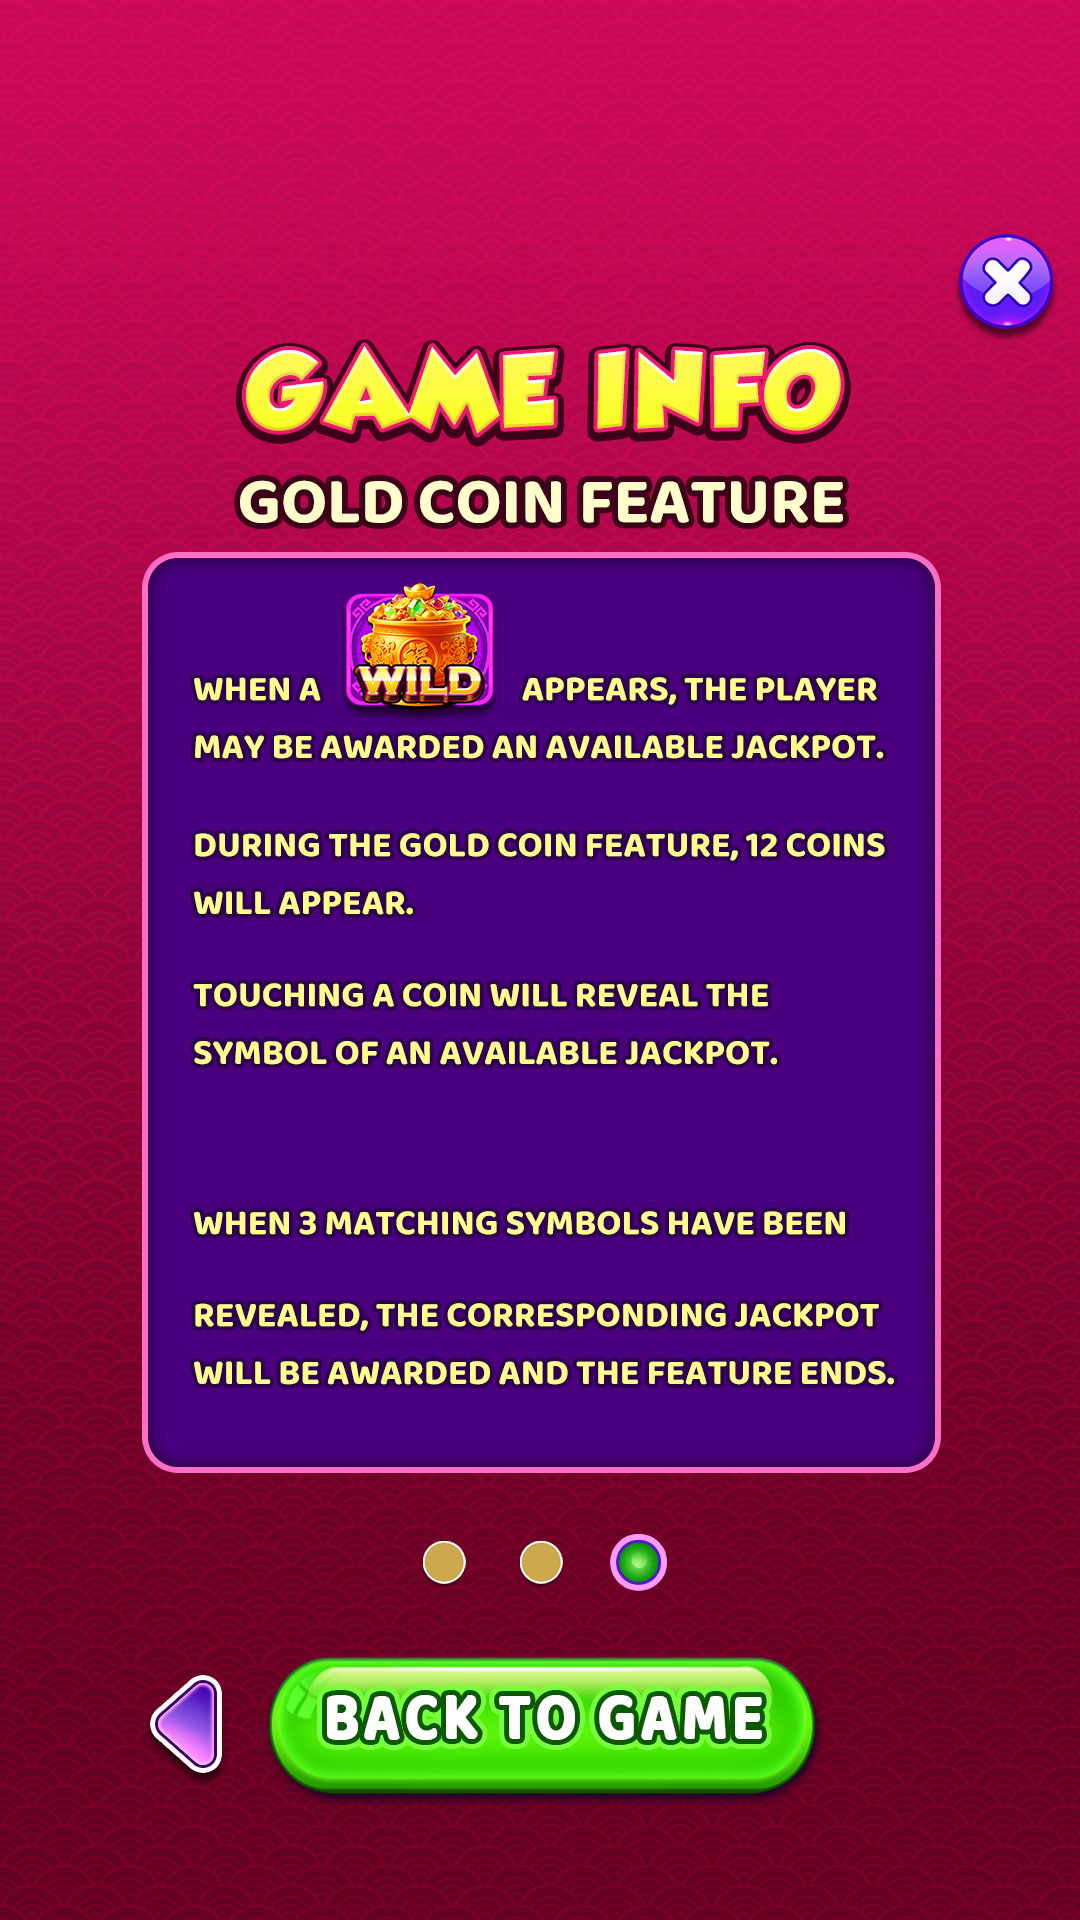 GAME INFO
GOLD COIN FEATURE
WHEN A WILD APPEARS, THE PLAYER
MAY BE AWARDED AN AVAILABLE JACKPOT.
DURING THE GOLD COIN FEATURE, 12 COINS
WILL APPEAR.
TOUCHING A COIN WILL REVEAL THE
SYMBOL OF AN AVAILABLE JACKPOT.
WHEN 3 MATCHING SYMBOLS HAVE BEEN
REVEALED, THE CORRESPONDING JACKPOT
WILL BE AWARDED AND THE FEATURE ENDS.
BACK TO GAME